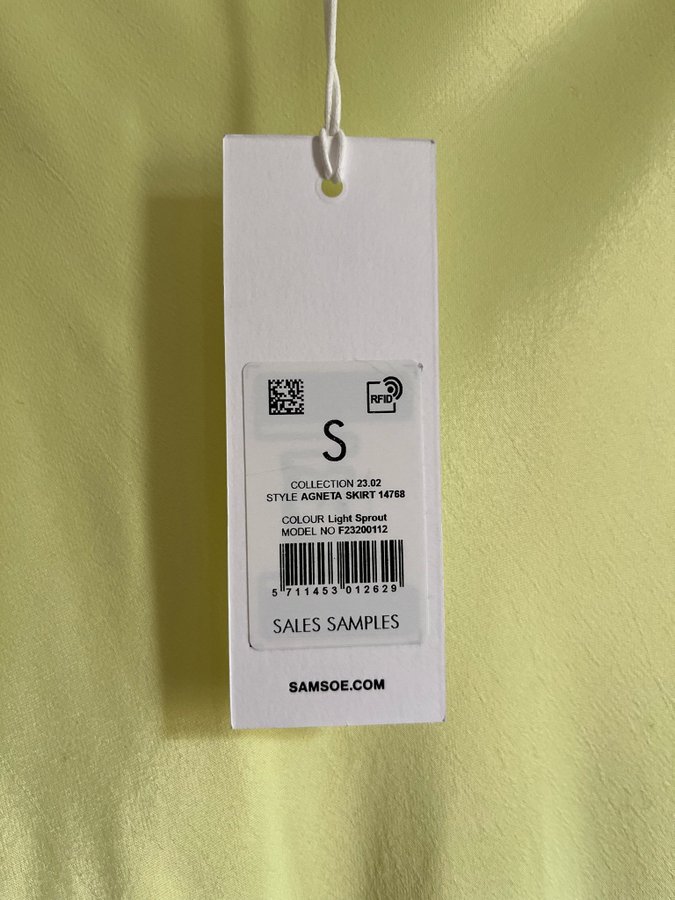 RFID
S
COLLECTION 23.02
STYLE AGNETA SKIRT 14768
COLOUR Light Sprout
MODEL NO F23200112
5 711453 012629
SALES SAMPLES
SAMSOE.COM